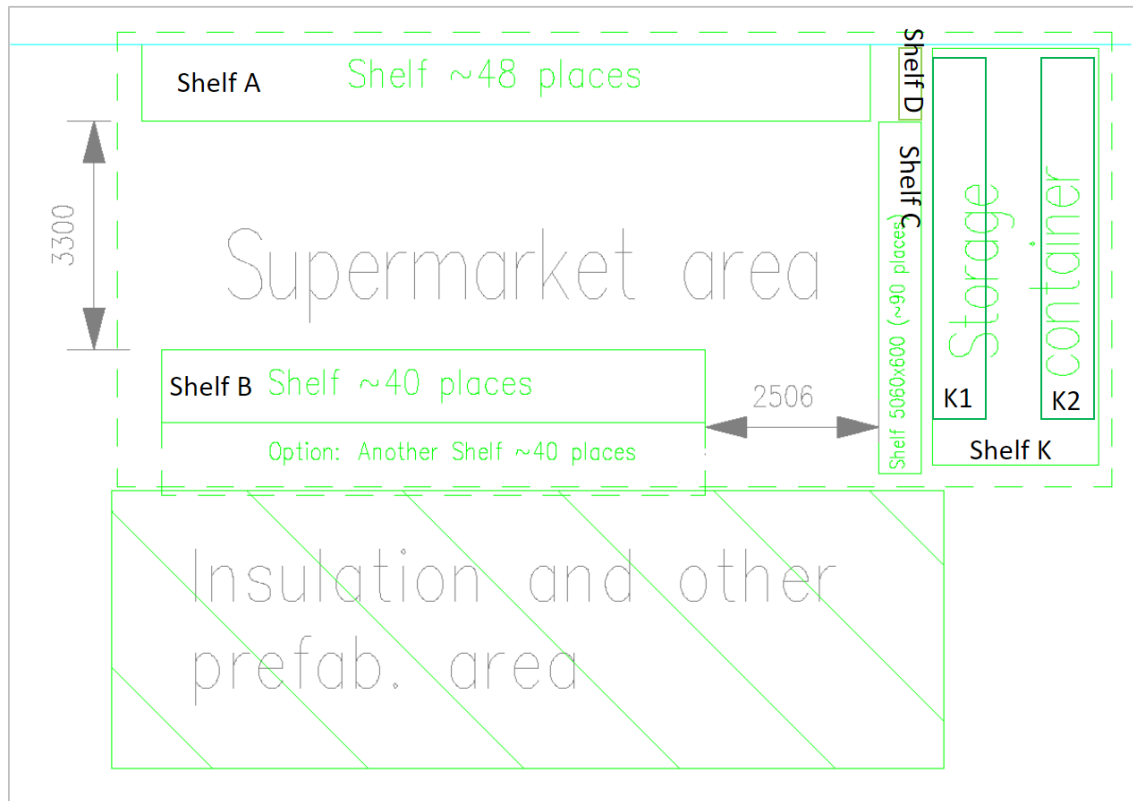 Shelf A
Shelf ~48 places
Shelf D
Shelf C
Shelf 5060x600 (~90 places)
Storage
container
K1
K2
Shelf K
3300
Supermarket area
Shelf B
Shelf ~40 places
2506
Option: Another Shelf ~40 places
Insulation and other
prefab. area